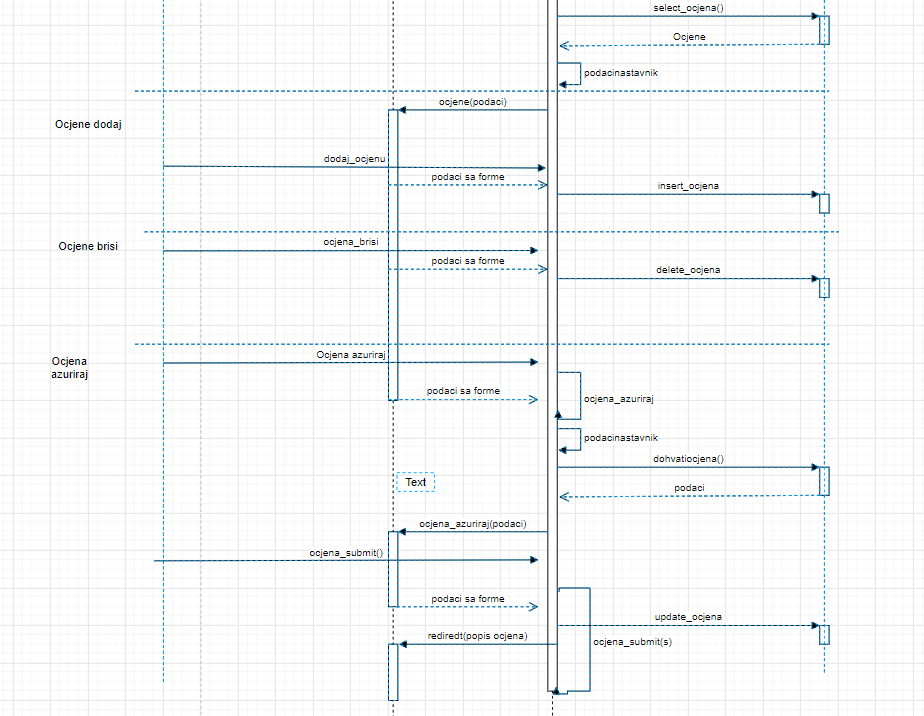 select_ocjena()
Ocjene
podacinastavnik
ocjene(podaci)
Ocjene dodaj
dodaj_ocjenu
podaci sa forme
insert_ocjena
Ocjene brisi
ocjena_brisi
podaci sa forme
delete_ocjena
Ocjena azuriraj
Ocjena
azuriraj
podaci sa forme
ocjena_azuriraj
podacinastavnik
dohvatiocjena()
Text
podaci
ocjena_azuriraj(podaci)
ocjena_submit()
podaci sa forme
update_ocjena
rediredt(popis ocjena)
ocjena_submit(s)